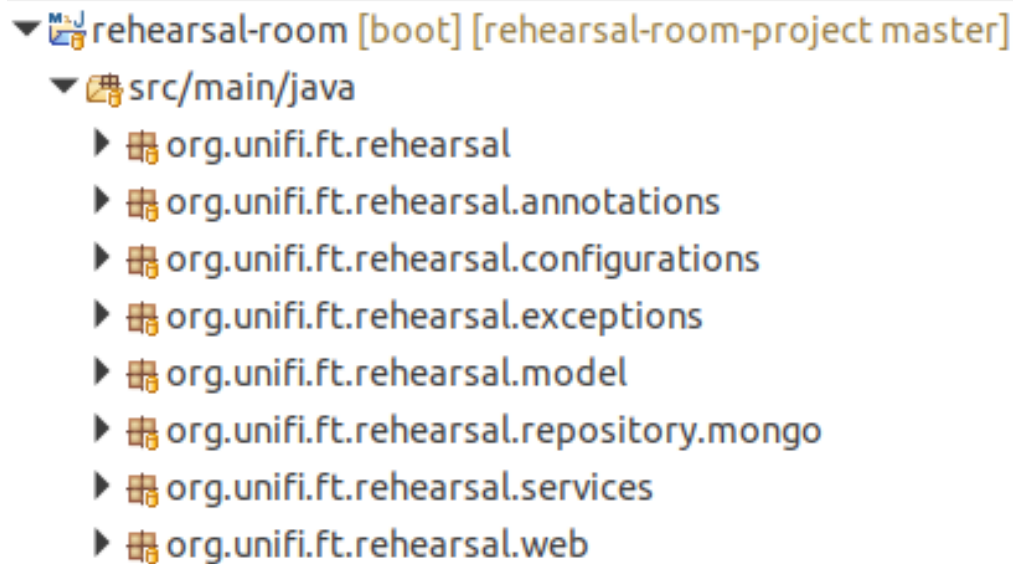 rehearsal-room [boot] [rehearsal-room-project master]
src/main/java
org.unifi.ft.rehearsal
org.unifi.ft.rehearsal.annotations
org.unifi.ft.rehearsal.configurations
org.unifi.ft.rehearsal.exceptions
org.unifi.ft.rehearsal.model
org.unifi.ft.rehearsal.repository.mongo
org.unifi.ft.rehearsal.services
org.unifi.ft.rehearsal.web